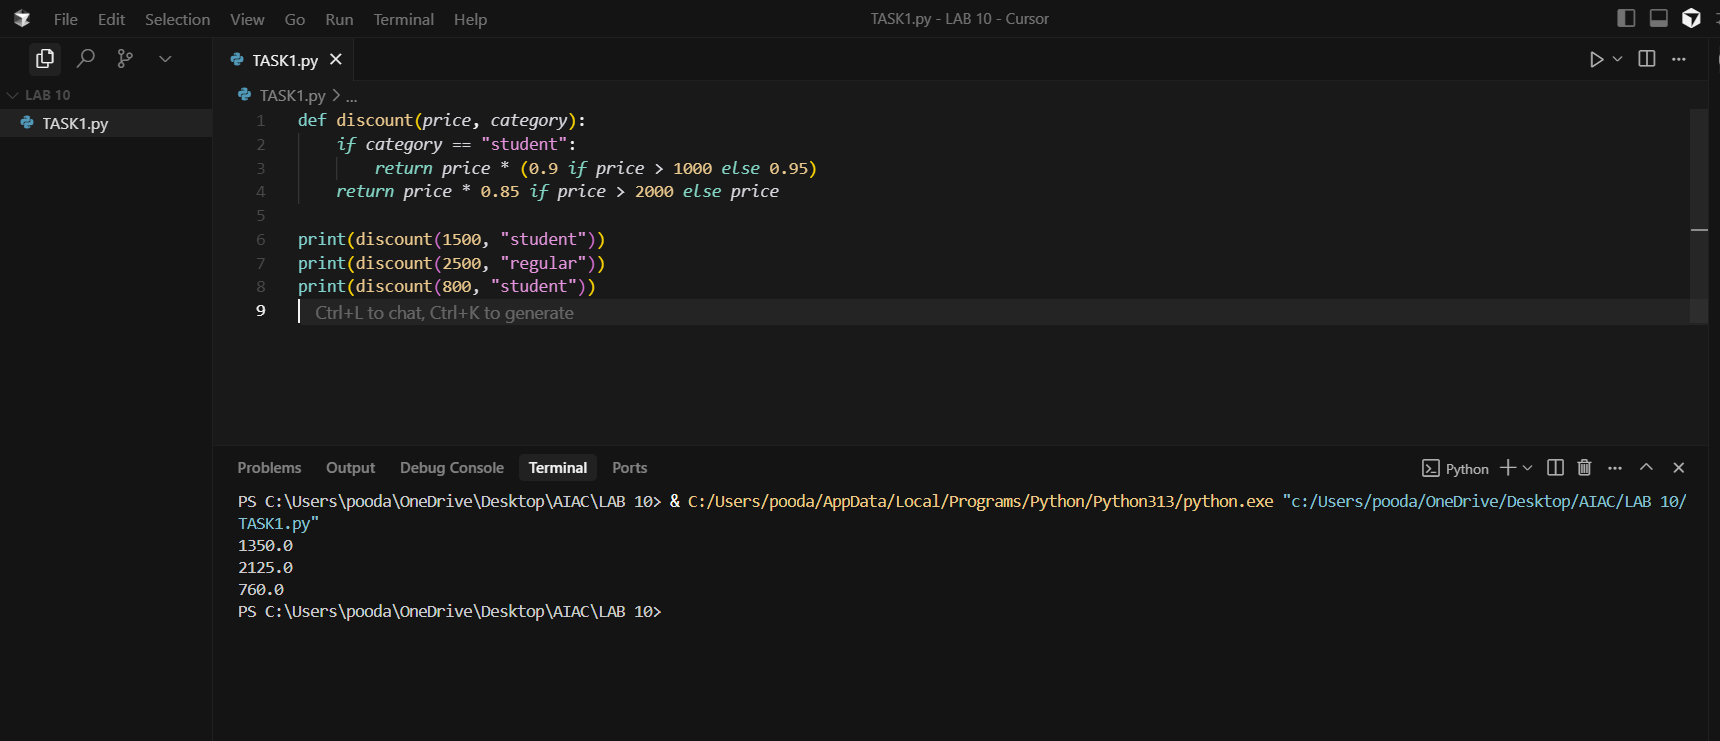 File Edit Selection View Go Run Terminal Help TASK1.py - LAB 10 - Cursor
TASK1.py
LAB 10
TASK1.py > ...
TASK1.py
1 def discount(price, category):
2 if category == "student":
3 return price * (0.9 if price > 1000 else 0.95)
4 return price * 0.85 if price > 2000 else price
5
6 print(discount(1500, "student"))
7 print(discount(2500, "regular"))
8 print(discount(800, "student"))
9 Ctrl+L to chat, Ctrl+K to generate
Problems Output Debug Console Terminal Ports Python
PS C:\Users\pooda\OneDrive\Desktop\AIAC\LAB 10> & C:/Users/pooda/AppData/Local/Programs/Python/Python313/python.exe "c:/Users/pooda/OneDrive/Desktop/AIAC/LAB 10/
TASK1.py"
1350.0
2125.0
760.0
PS C:\Users\pooda\OneDrive\Desktop\AIAC\LAB 10>